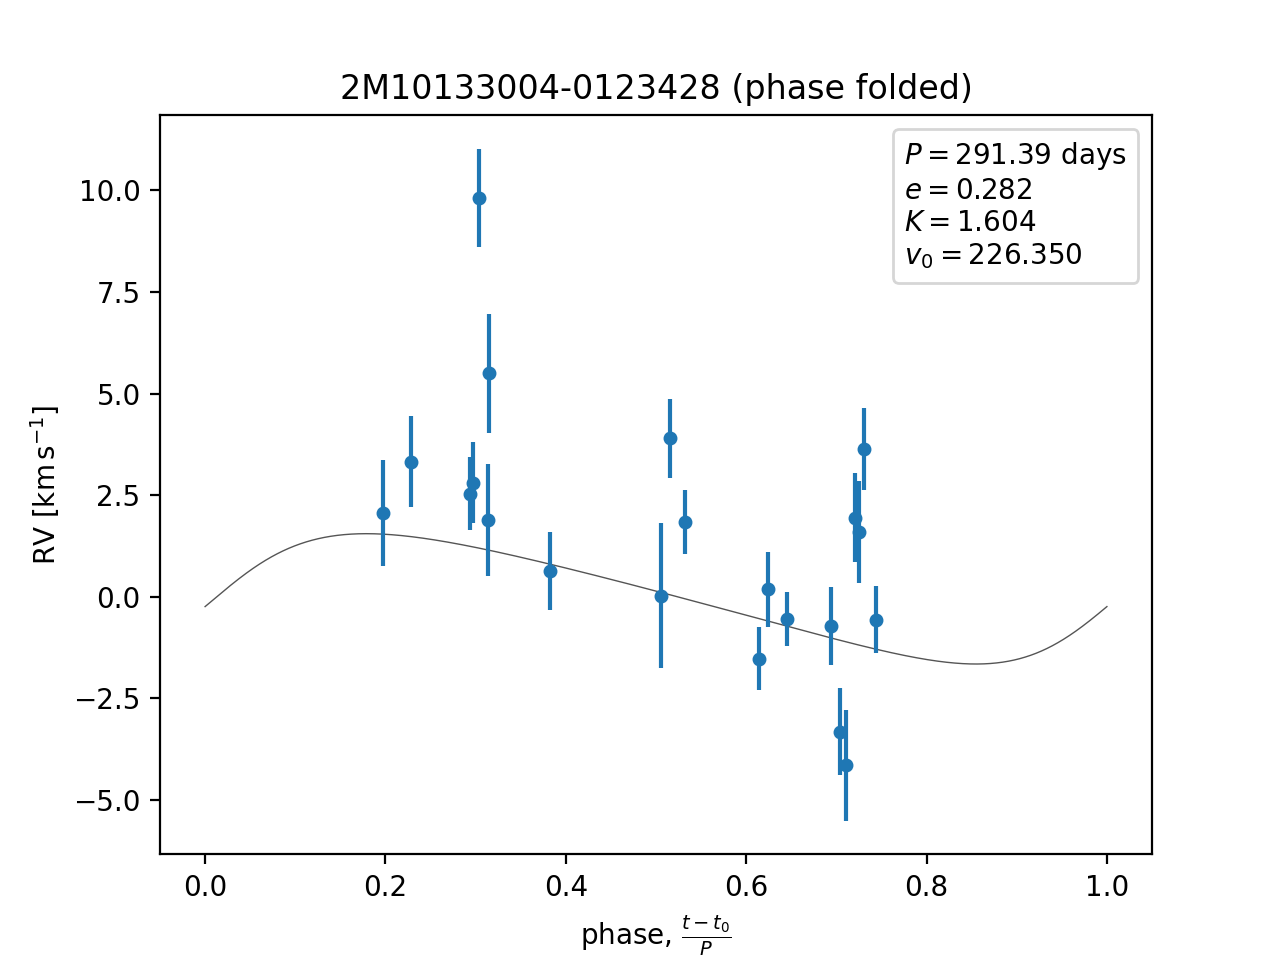 2M10133004-0123428 (phase folded)
P = 291.39 days
e = 0.282
K = 1.604
v₀ = 226.350
RV [km s⁻¹]
10.0
7.5
5.0
2.5
0.0
−2.5
−5.0
0.0 0.2 0.4 0.6 0.8 1.0
phase, (t − t₀)/P